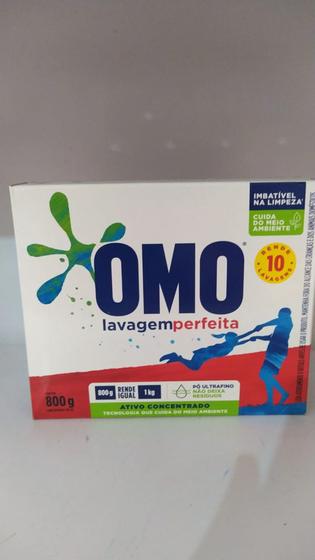 IMBATÍVEL
NA LIMPEZA
CUIDA
DO MEIO
AMBIENTE
OMO
RENDE
10
LAVAGENS
lavagemperfeita
800g
RENDE
IGUAL
1kg
PÓ ULTRAFINO
NÃO DEIXA
RESÍDUOS
800g
ATIVO CONCENTRADO
TECNOLOGIA QUE CUIDA DO MEIO AMBIENTE